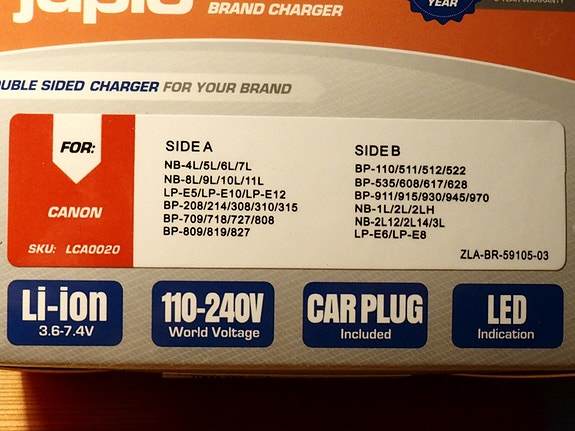 Jupio
BRAND CHARGER
YEAR
DOUBLE SIDED CHARGER FOR YOUR BRAND
FOR:
CANON
SKU: LCA0020
SIDE A
NB-4L/5L/6L/7L
NB-8L/9L/10L/11L
LP-E5/LP-E10/LP-E12
BP-208/214/308/310/315
BP-709/718/727/808
BP-809/819/827
SIDE B
BP-110/511/512/522
BP-535/608/617/628
BP-911/915/930/945/970
NB-1L/2L/2LH
NB-2L12/2L14/3L
LP-E6/LP-E8
ZLA-BR-59105-03
Li-ion
3.6-7.4V
110-240V
World Voltage
CAR PLUG
Included
LED
Indication